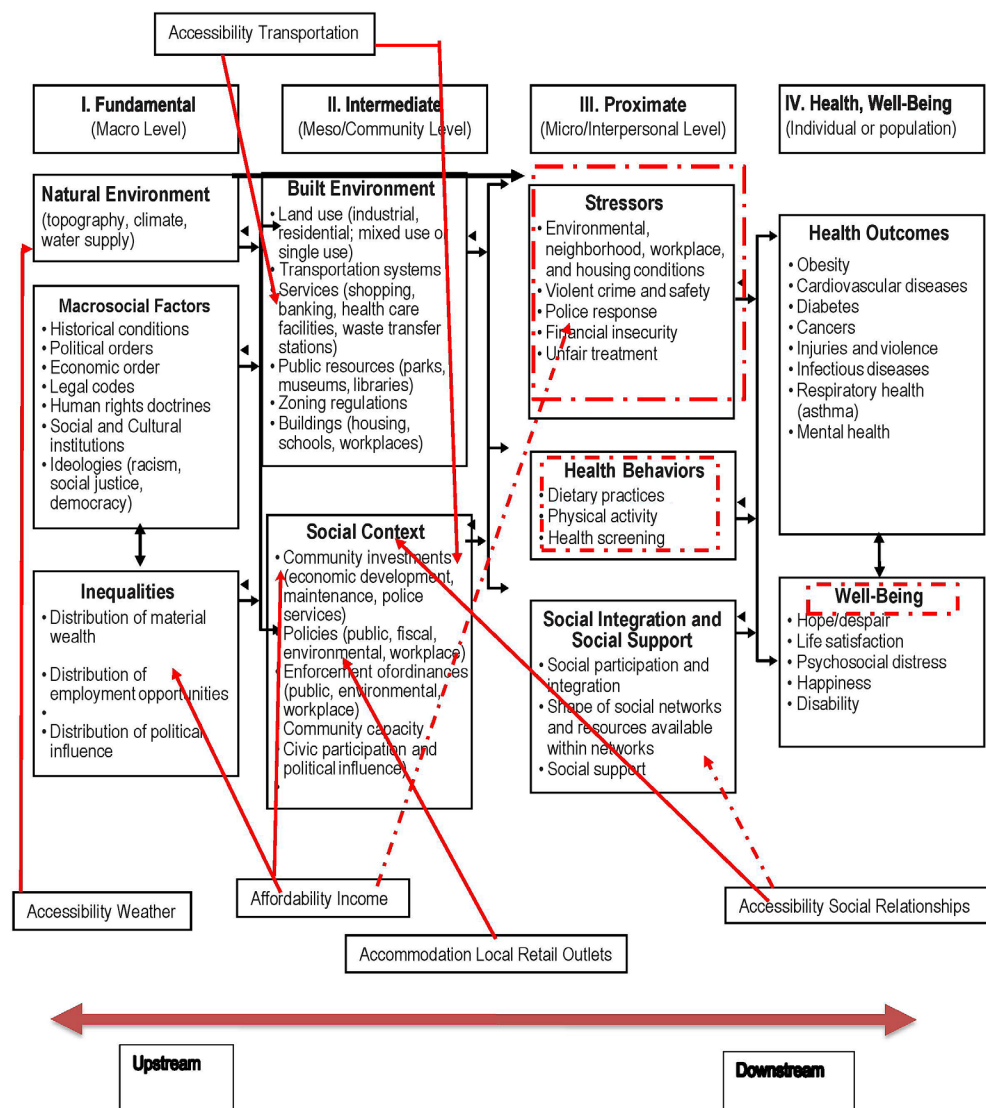 Accessibility Transportation
I. Fundamental
(Macro Level)
II. Intermediate
(Meso/Community Level)
III. Proximate
(Micro/Interpersonal Level)
IV. Health, Well-Being
(Individual or population)
Natural Environment
(topography, climate,
water supply)
Macrosocial Factors
• Historical conditions
• Political orders
• Economic order
• Legal codes
• Human rights doctrines
• Social and Cultural
institutions
• Ideologies (racism,
social justice,
democracy)
Inequalities
• Distribution of material
wealth
• Distribution of
employment opportunities
•
• Distribution of political
influence
Built Environment
• Land use (industrial,
residential; mixed use or
single use)
• Transportation systems
• Services (shopping,
banking, health care
facilities, waste transfer
stations)
• Public resources (parks,
museums, libraries)
• Zoning regulations
• Buildings (housing,
schools, workplaces)
Social Context
• Community investments
(economic development,
maintenance, police
services)
• Policies (public, fiscal,
environmental, workplace)
• Enforcement ofordinances
(public, environmental,
workplace)
• Community capacity
• Civic participation and
political influence)
•
Stressors
• Environmental,
neighborhood, workplace,
and housing conditions
• Violent crime and safety
• Police response
• Financial insecurity
• Unfair treatment
Health Behaviors
• Dietary practices
• Physical activity
• Health screening
Social Integration and
Social Support
• Social participation and
integration
• Shape of social networks
and resources available
within networks
• Social support
Health Outcomes
• Obesity
• Cardiovascular diseases
• Diabetes
• Cancers
• Injuries and violence
• Infectious diseases
• Respiratory health
(asthma)
• Mental health
Well-Being
• Hope/despair
• Life satisfaction
• Psychosocial distress
• Happiness
• Disability
Accessibility Weather
Affordability Income
Accommodation Local Retail Outlets
Accessibility Social Relationships
Upstream
Downstream